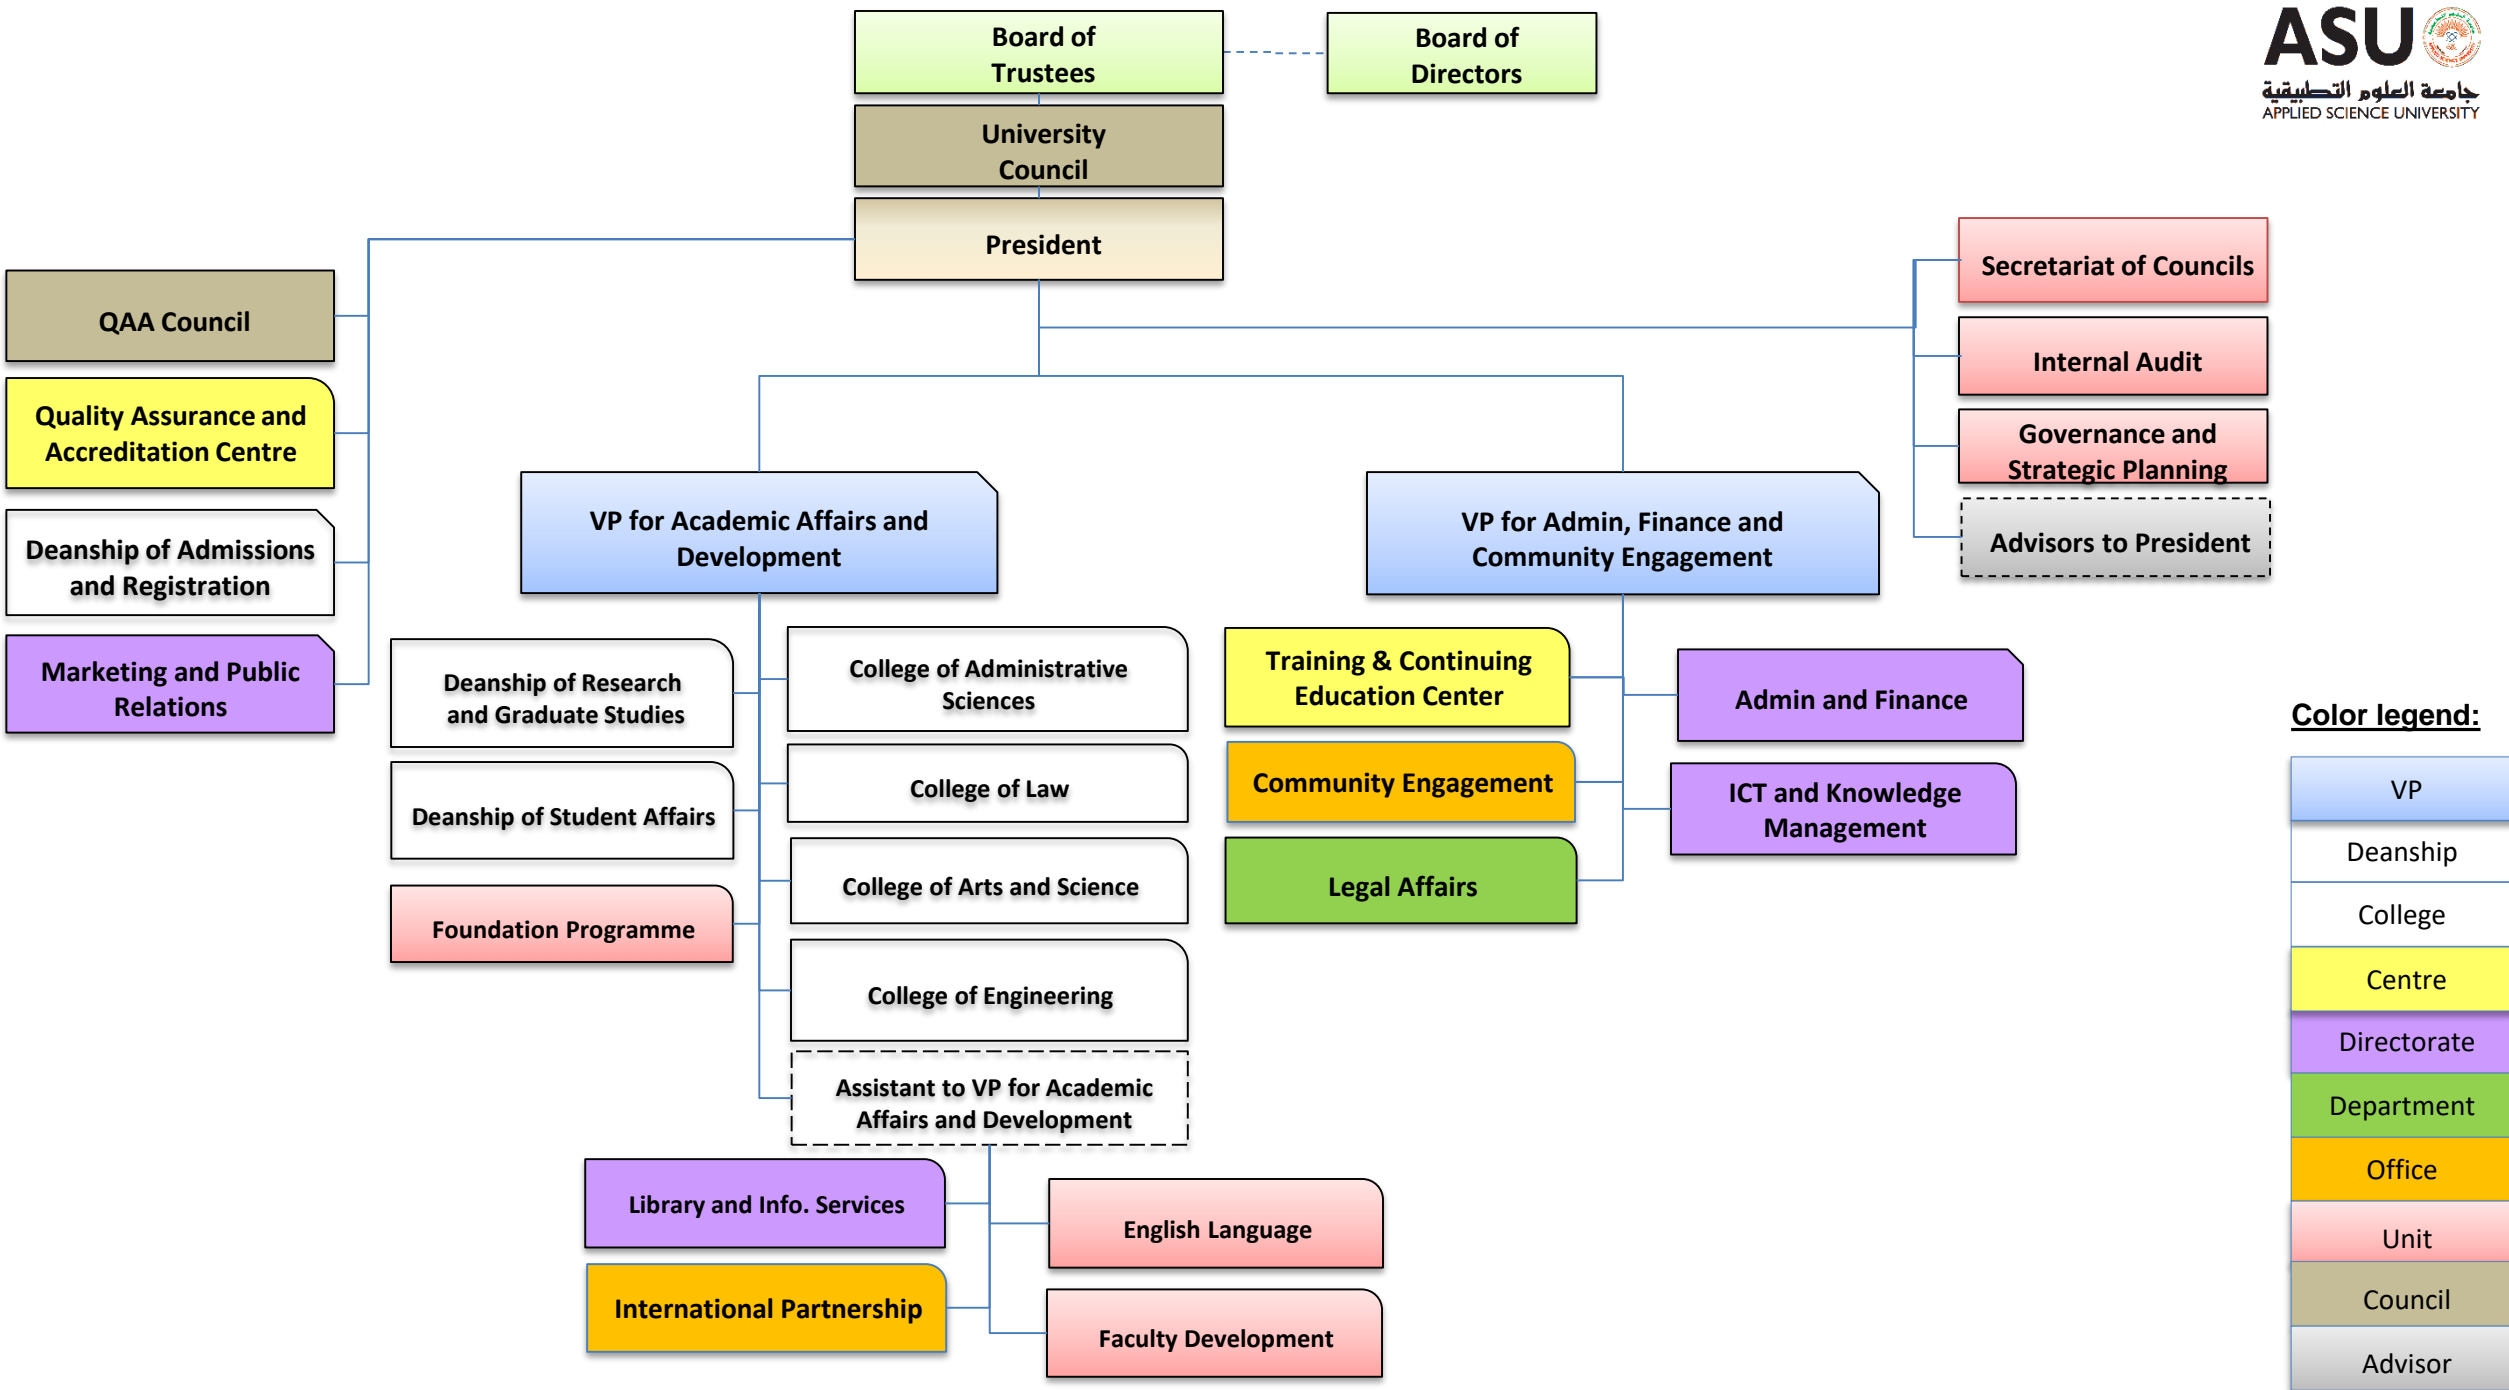 ASU
جامعة العلوم التطبيقية
APPLIED SCIENCE UNIVERSITY
Board of
Trustees
Board of
Directors
University
Council
President
Secretariat of Councils
Internal Audit
Governance and
Strategic Planning
Advisors to President
QAA Council
Quality Assurance and
Accreditation Centre
Deanship of Admissions
and Registration
Marketing and Public
Relations
VP for Academic Affairs and
Development
VP for Admin, Finance and
Community Engagement
Deanship of Research
and Graduate Studies
Deanship of Student Affairs
Foundation Programme
College of Administrative
Sciences
College of Law
College of Arts and Science
College of Engineering
Assistant to VP for Academic
Affairs and Development
Library and Info. Services
International Partnership
English Language
Faculty Development
Training & Continuing
Education Center
Community Engagement
Legal Affairs
Admin and Finance
ICT and Knowledge
Management
Color legend:
VP
Deanship
College
Centre
Directorate
Department
Office
Unit
Council
Advisor